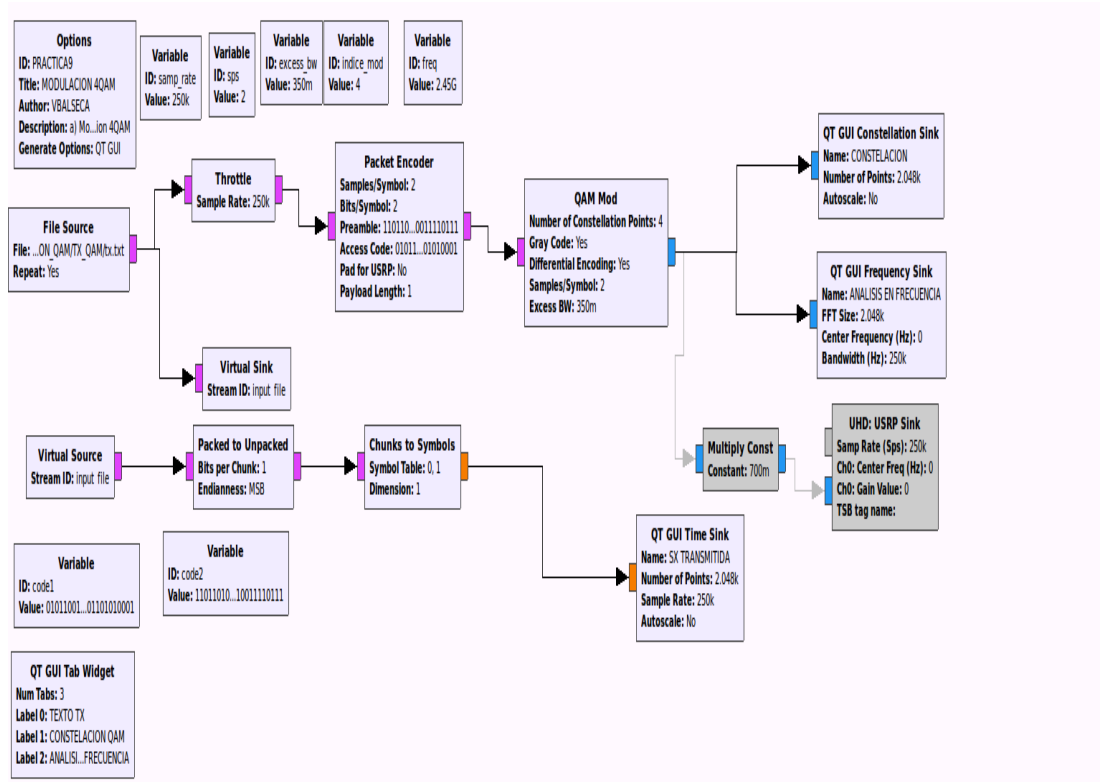 Options
ID: PRACTICA9
Title: MODULACION 4QAM
Author: VBALSECA
Description: a) Mo...ion 4QAM
Generate Options: QT GUI
Variable
ID: samp_rate
Value: 250k
Variable
ID: sps
Value: 2
Variable
ID: excess_bw
Value: 350m
Variable
ID: indice_mod
Value: 4
Variable
ID: freq
Value: 2.45G
File Source
File: ...ON_QAM/TX_QAM/tx.txt
Repeat: Yes
Throttle
Sample Rate: 250k
Packet Encoder
Samples/Symbol: 2
Bits/Symbol: 2
Preamble: 110110...0011110111
Access Code: 01011...01010001
Pad for USRP: No
Payload Length: 1
QAM Mod
Number of Constellation Points: 4
Gray Code: Yes
Differential Encoding: Yes
Samples/Symbol: 2
Excess BW: 350m
QT GUI Constellation Sink
Name: CONSTELACION
Number of Points: 2.048k
Autoscale: No
QT GUI Frequency Sink
Name: ANALISIS EN FRECUENCIA
FFT Size: 2.048k
Center Frequency (Hz): 0
Bandwidth (Hz): 250k
Virtual Sink
Stream ID: input file
Virtual Source
Stream ID: input file
Packed to Unpacked
Bits per Chunk: 1
Endianness: MSB
Chunks to Symbols
Symbol Table: 0, 1
Dimension: 1
Multiply Const
Constant: 700m
UHD: USRP Sink
Samp Rate (Sps): 250k
Ch0: Center Freq (Hz): 0
Ch0: Gain Value: 0
TSB tag name:
QT GUI Time Sink
Name: SX TRANSMITIDA
Number of Points: 2.048k
Sample Rate: 250k
Autoscale: No
Variable
ID: code1
Value: 01011001...01101010001
Variable
ID: code2
Value: 11011010...10011110111
QT GUI Tab Widget
Num Tabs: 3
Label 0: TEXTO TX
Label 1: CONSTELACION QAM
Label 2: ANALISI...FRECUENCIA